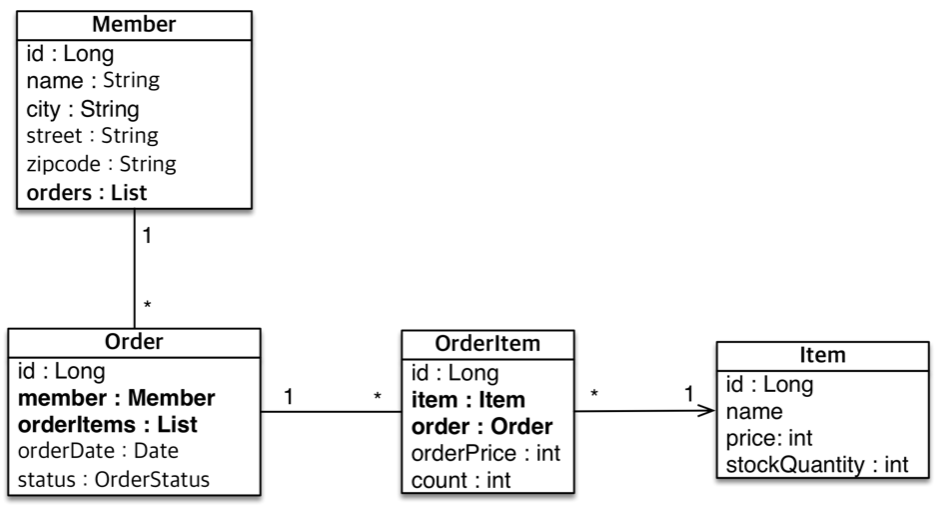 Member
id : Long
name : String
city : String
street : String
zipcode : String
orders : List
1
*
Order
id : Long
member : Member
orderItems : List
orderDate : Date
status : OrderStatus
1
*
OrderItem
id : Long
item : Item
order : Order
orderPrice : int
count : int
*
1
Item
id : Long
name
price: int
stockQuantity : int